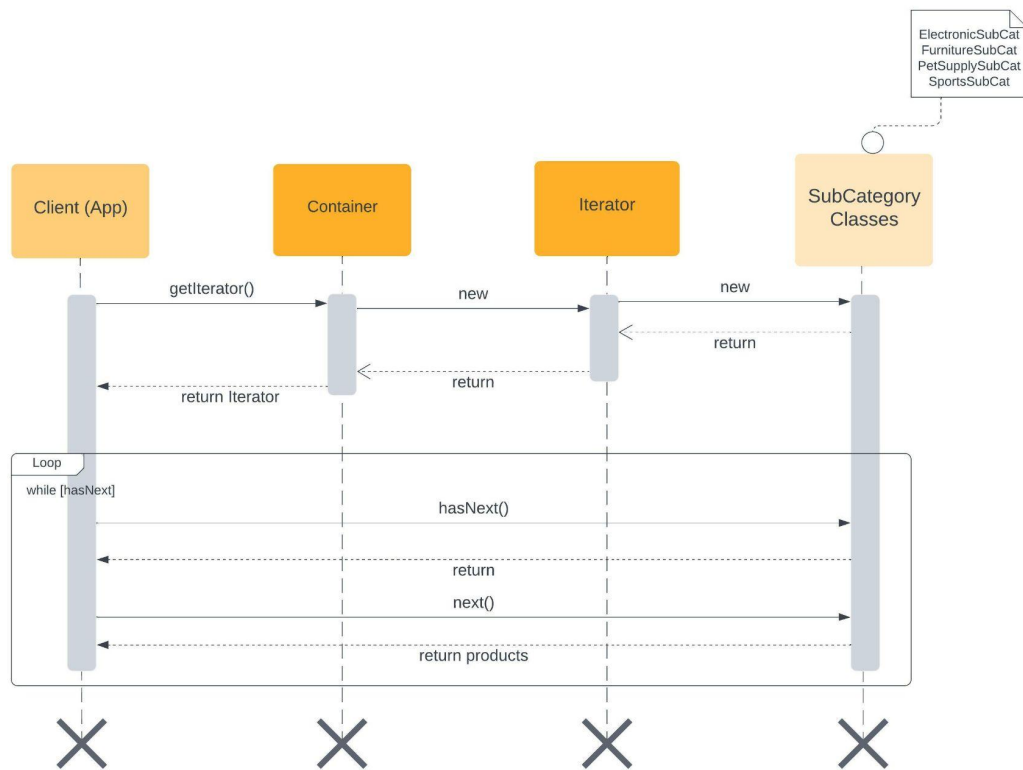 ElectronicSubCat
FurnitureSubCat
PetSupplySubCat
SportsSubCat
Client (App)
Container
Iterator
SubCategory
Classes
getIterator()
new
new
return
return
return Iterator
Loop
while [hasNext]
hasNext()
return
next()
return products